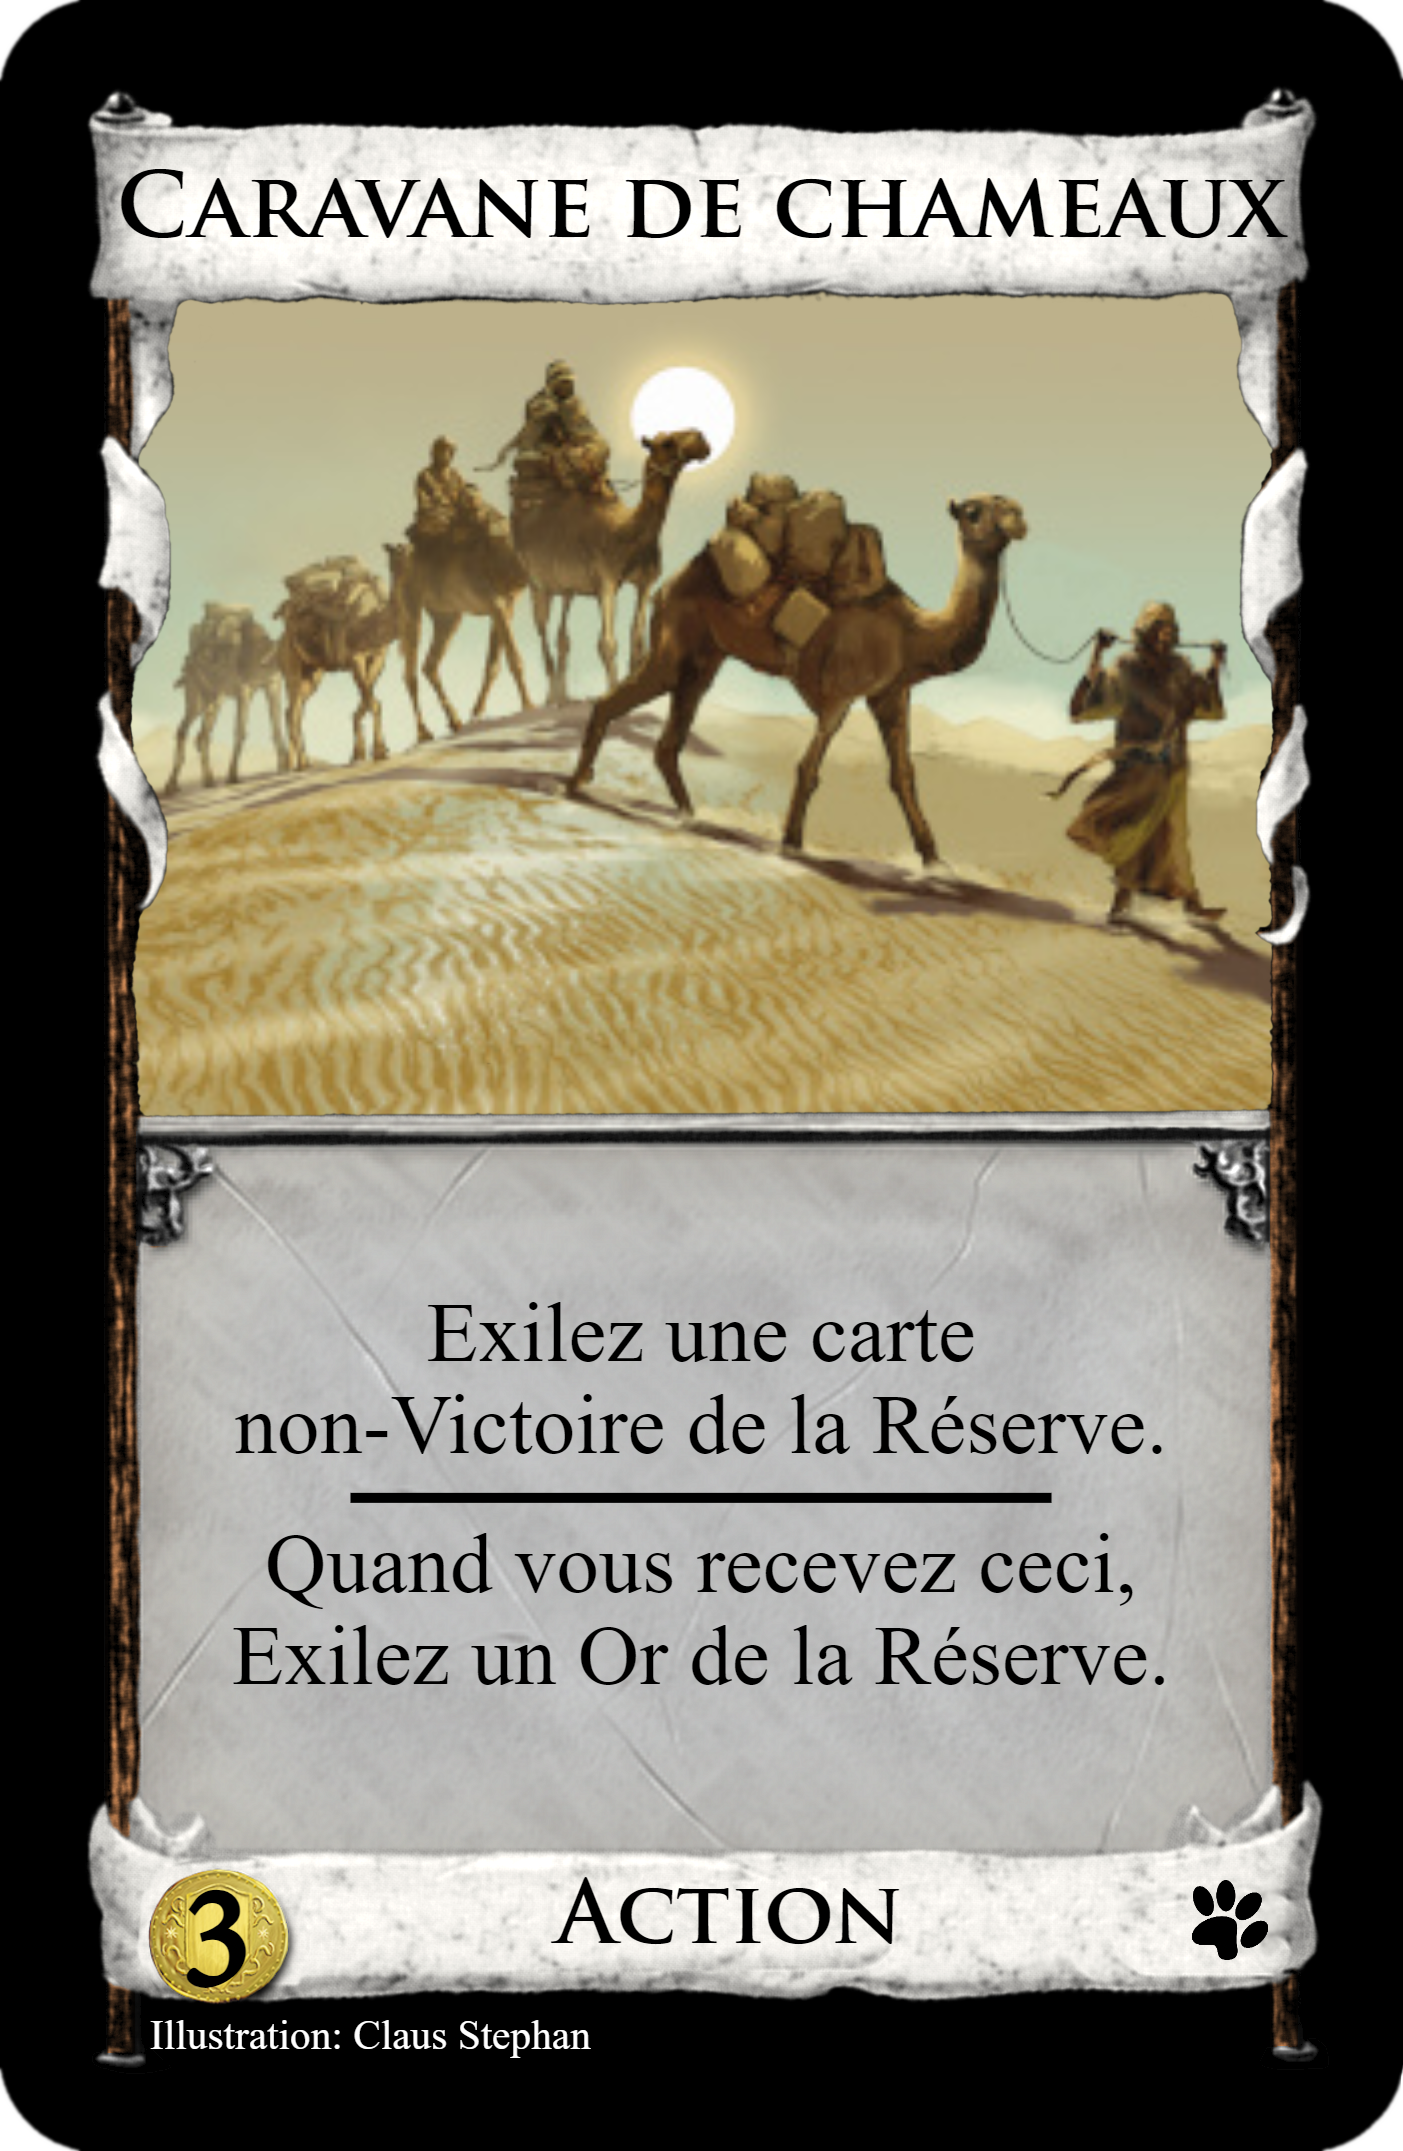 Caravane de chameaux
Exilez une carte
non-Victoire de la Réserve.
Quand vous recevez ceci,
Exilez un Or de la Réserve.
3
Action
Illustration: Claus Stephan